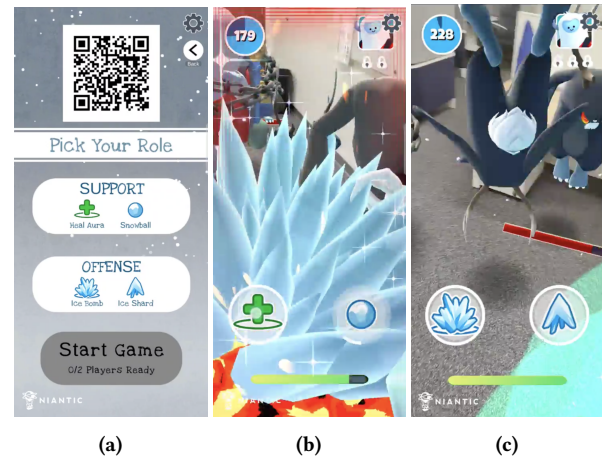 Back
Pick Your Role
SUPPORT
Heal Aura
Snowball
OFFENSE
Ice Bomb
Ice Shard
Start Game
0/2 Players Ready
NIANTIC
(a)
179
NIANTIC
(b)
228
NIANTIC
(c)